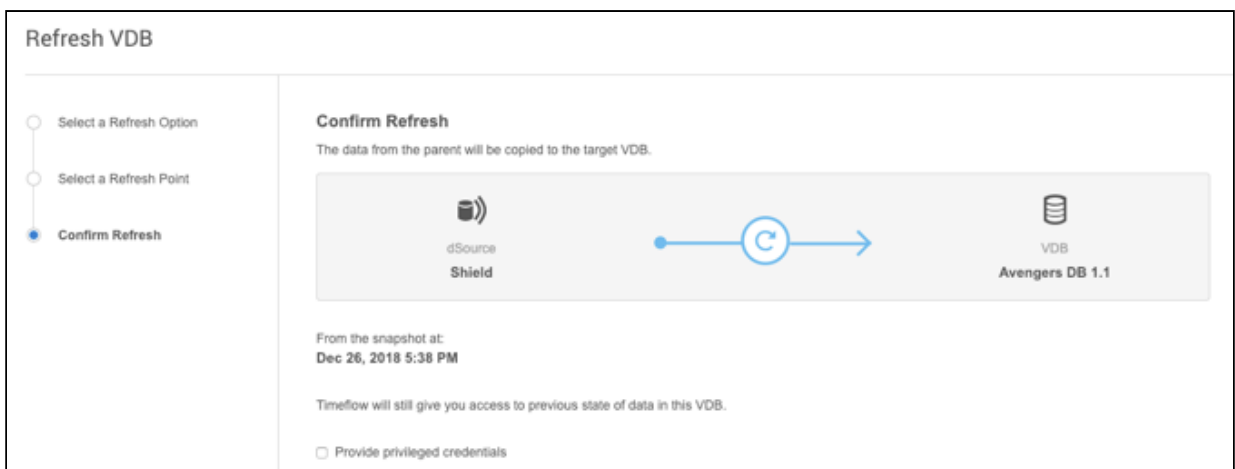 Refresh VDB
Select a Refresh Option
Select a Refresh Point
Confirm Refresh
Confirm Refresh
The data from the parent will be copied to the target VDB.
dSource
Shield
VDB
Avengers DB 1.1
From the snapshot at:
Dec 26, 2018 5:38 PM
Timeflow will still give you access to previous state of data in this VDB.
Provide privileged credentials